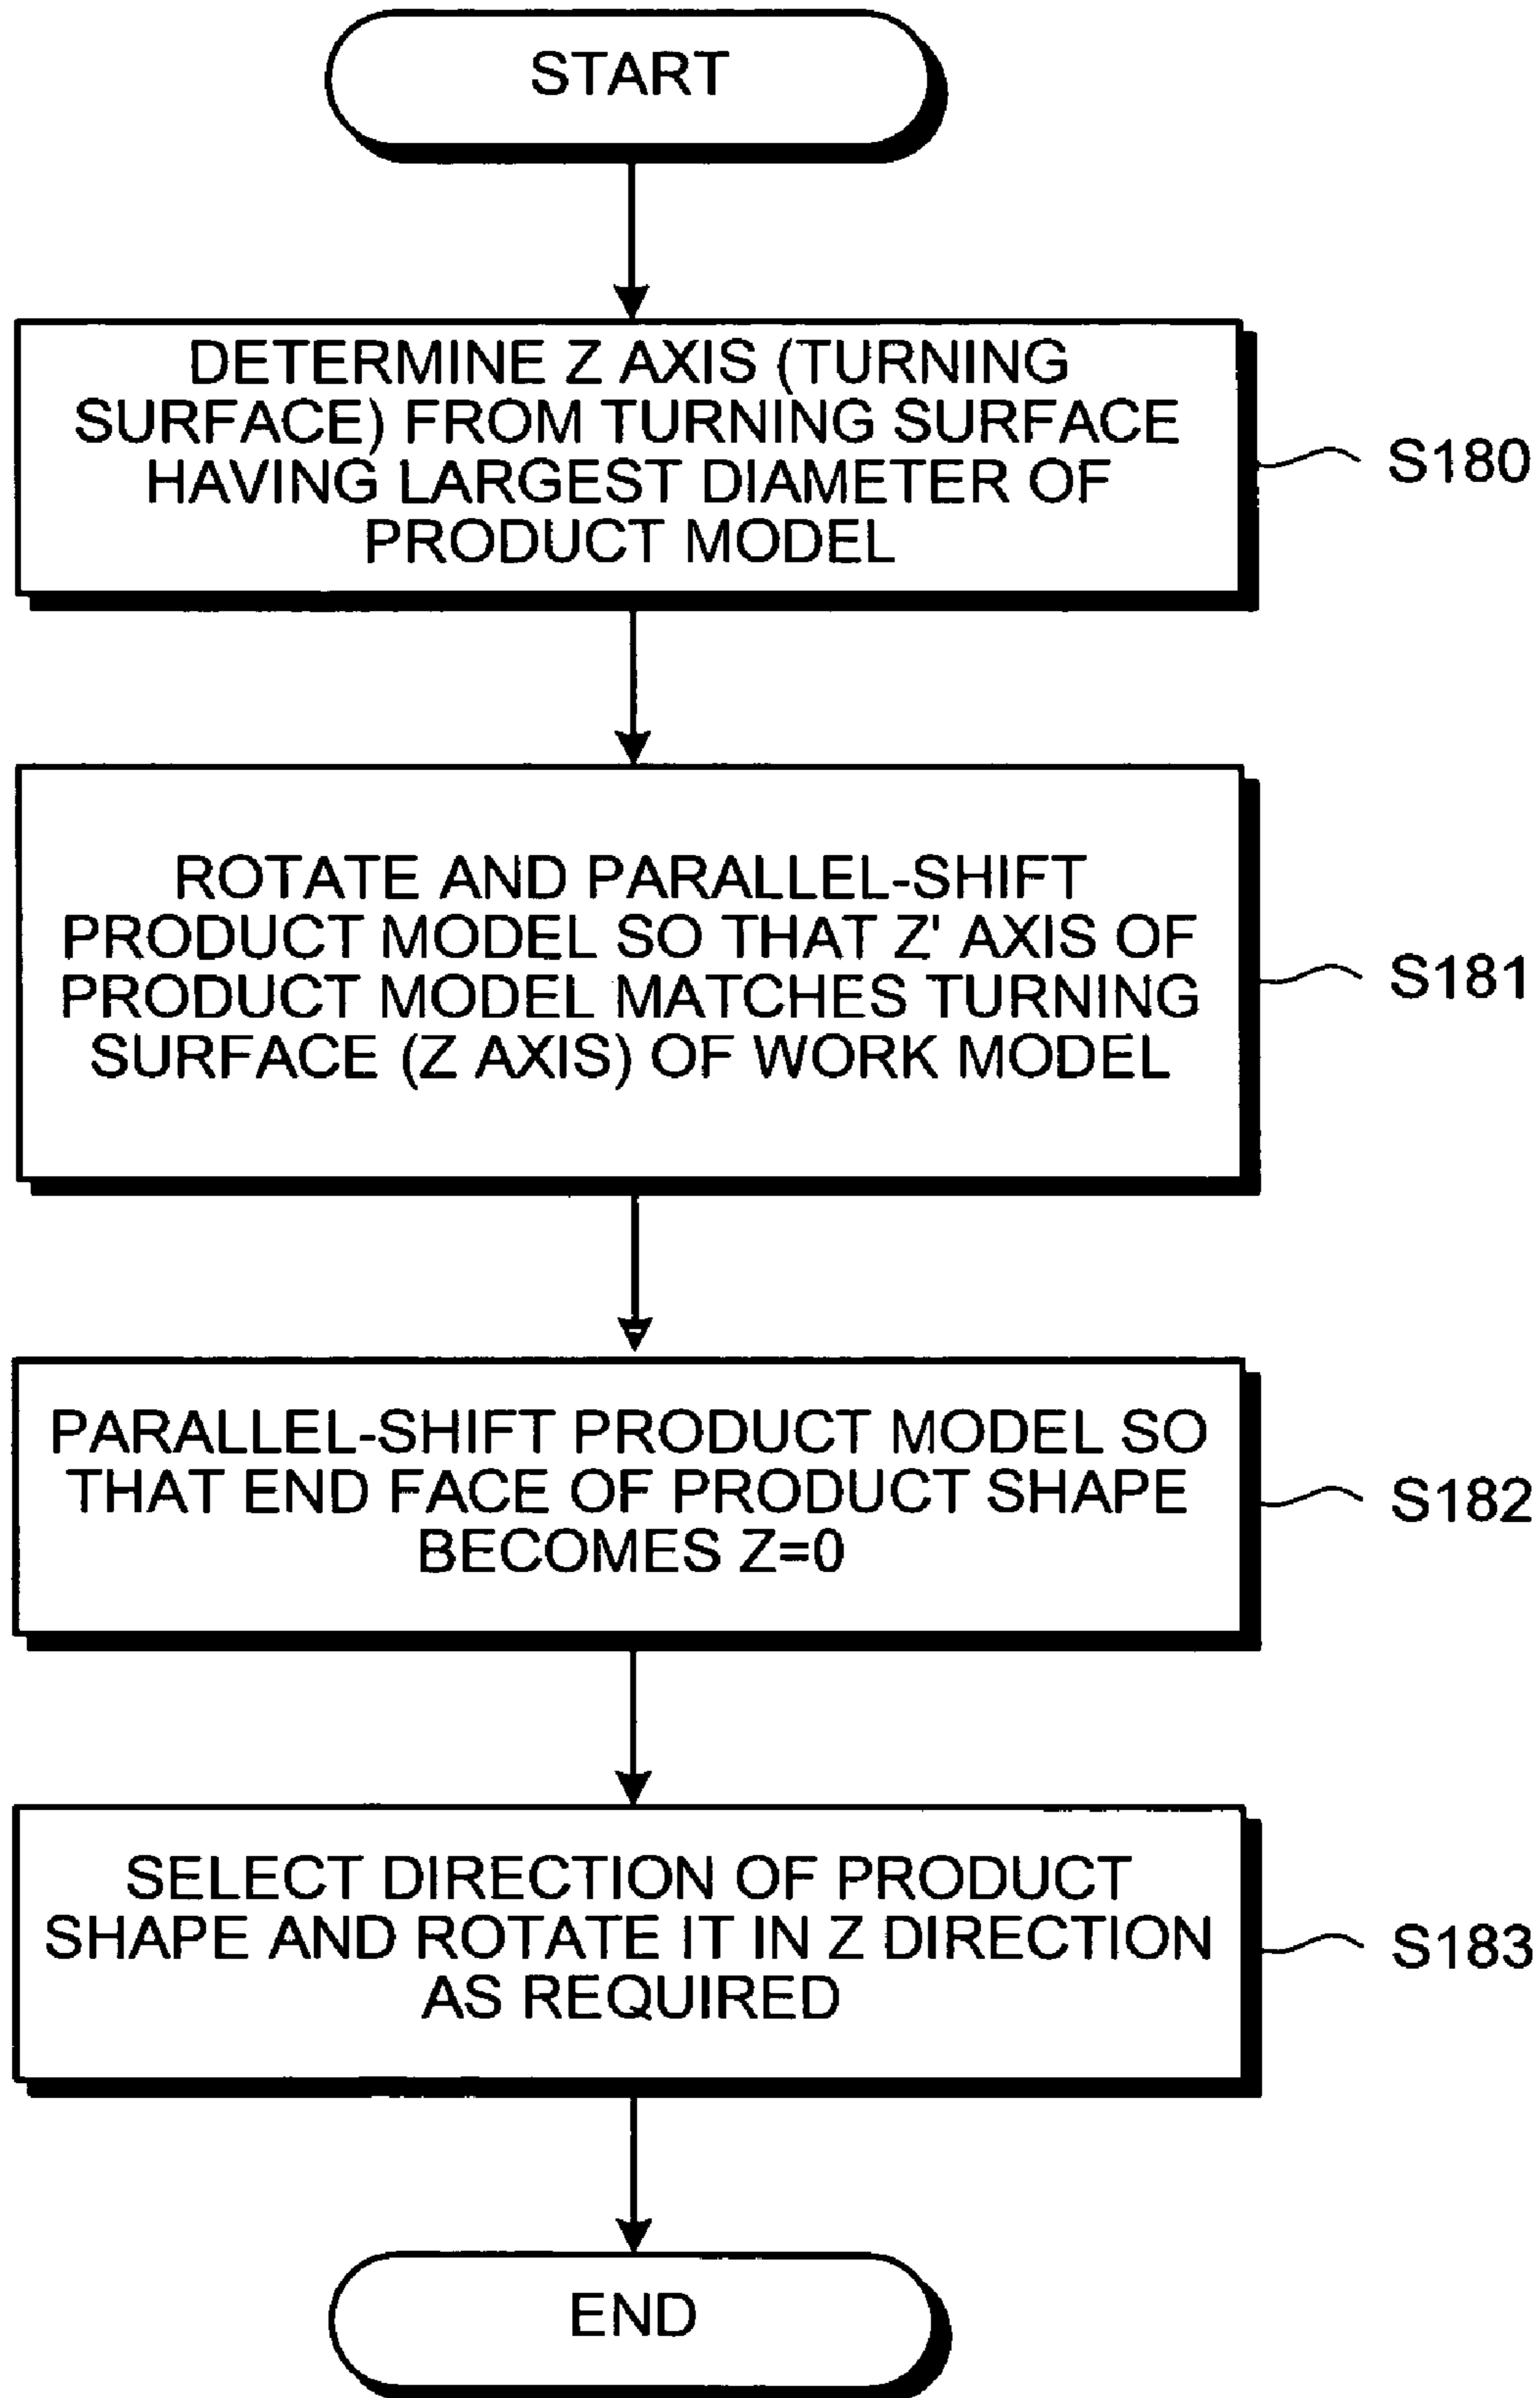 START
DETERMINE Z AXIS (TURNING
SURFACE) FROM TURNING SURFACE
HAVING LARGEST DIAMETER OF
PRODUCT MODEL
S180
ROTATE AND PARALLEL-SHIFT
PRODUCT MODEL SO THAT Z' AXIS OF
PRODUCT MODEL MATCHES TURNING
SURFACE (Z AXIS) OF WORK MODEL
S181
PARALLEL-SHIFT PRODUCT MODEL SO
THAT END FACE OF PRODUCT SHAPE
BECOMES Z=0
S182
SELECT DIRECTION OF PRODUCT
SHAPE AND ROTATE IT IN Z DIRECTION
AS REQUIRED
S183
END